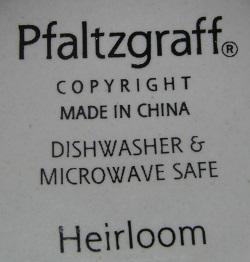 Pfaltzgraff®
COPYRIGHT
MADE IN CHINA
DISHWASHER &
MICROWAVE SAFE
Heirloom